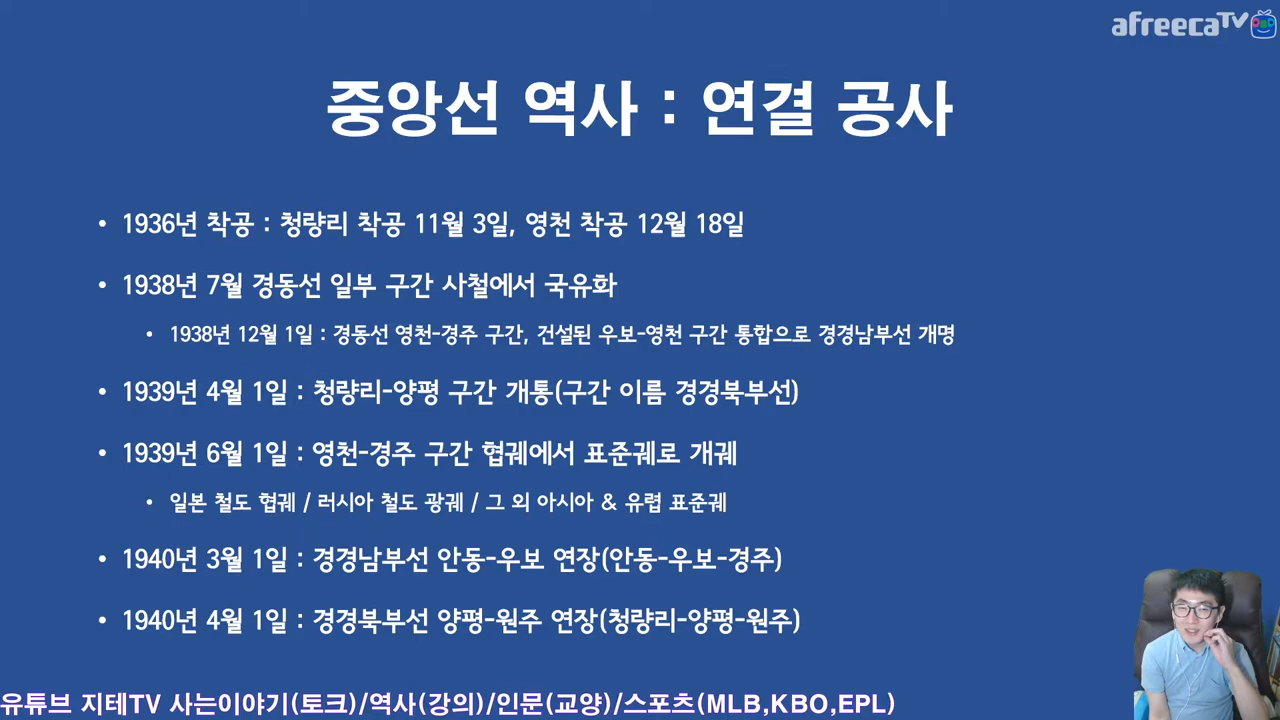 afreecaTV
중앙선 역사 : 연결 공사
• 1936년 착공 : 청량리 착공 11월 3일, 영천 착공 12월 18일
• 1938년 7월 경동선 일부 구간 사철에서 국유화
• 1938년 12월 1일 : 경동선 영천-경주 구간, 건설된 우보-영천 구간 통합으로 경경남부선 개명
• 1939년 4월 1일 : 청량리-양평 구간 개통(구간 이름 경경북부선)
• 1939년 6월 1일 : 영천-경주 구간 협궤에서 표준궤로 개궤
• 일본 철도 협궤 / 러시아 철도 광궤 / 그 외 아시아 & 유럽 표준궤
• 1940년 3월 1일 : 경경남부선 안동-우보 연장(안동-우보-경주)
• 1940년 4월 1일 : 경경북부선 양평-원주 연장(청량리-양평-원주)
유튜브 지테TV 사는이야기(토크)/역사(강의)/인문(교양)/스포츠(MLB,KBO,EPL)